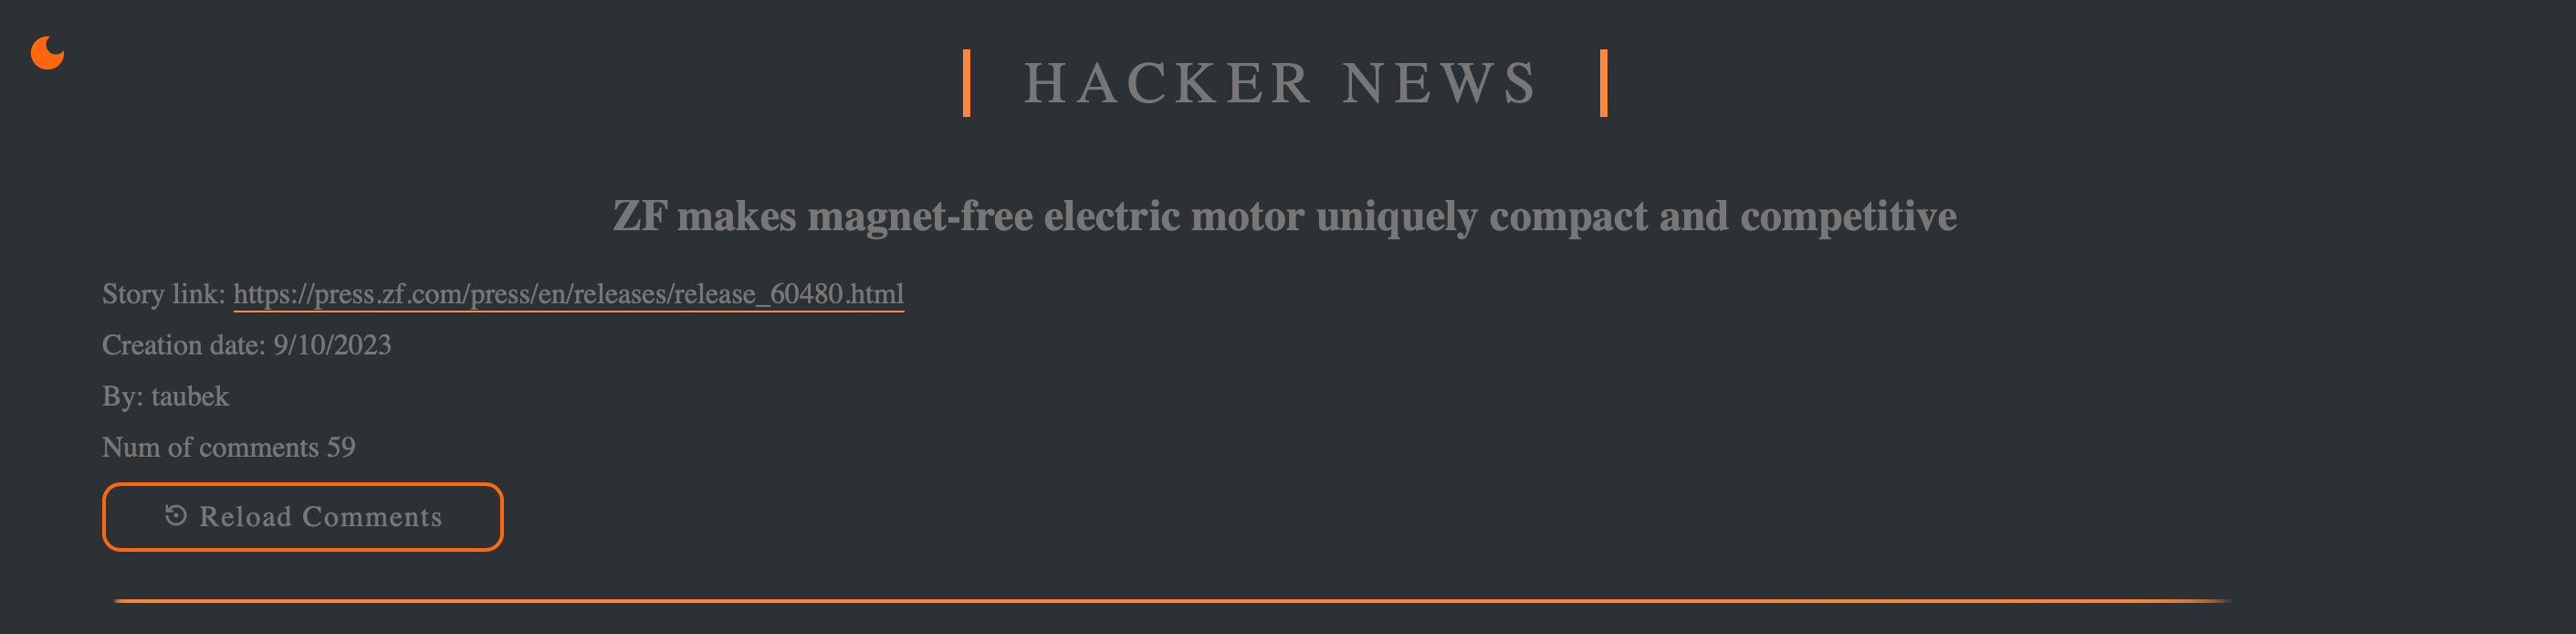 HACKER NEWS
ZF makes magnet-free electric motor uniquely compact and competitive
Story link: https://press.zf.com/press/en/releases/release_60480.html
Creation date: 9/10/2023
By: taubek
Num of comments 59
Reload Comments